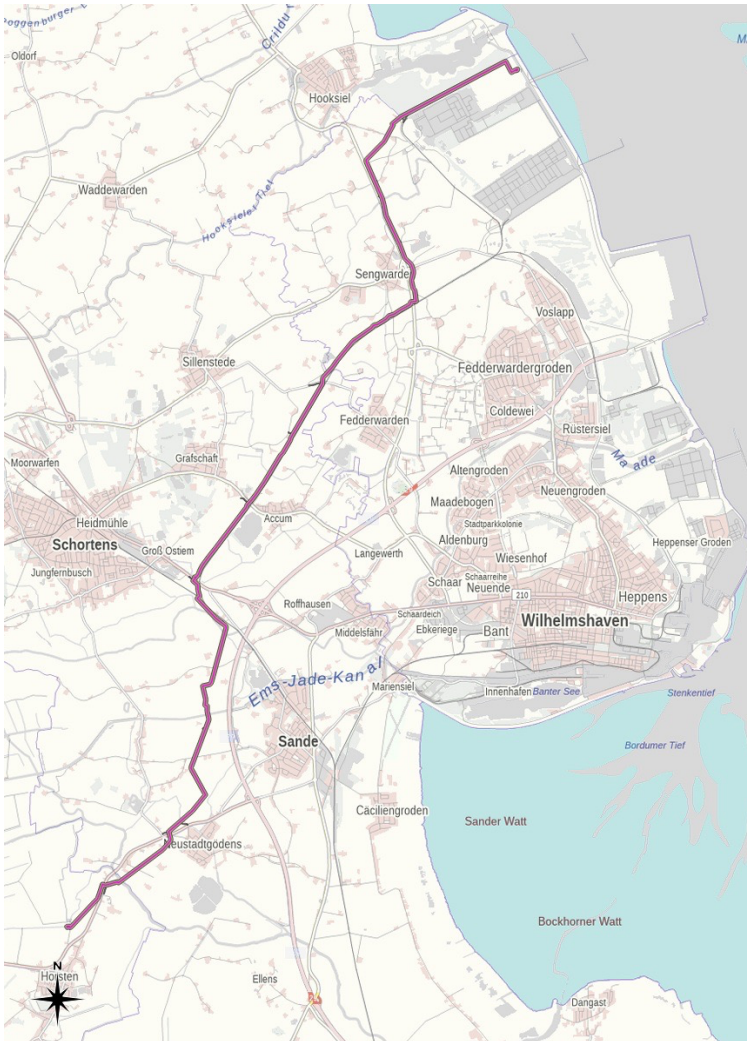 oggenburger
Crildu
Oldorf
Hooksiel
Waddewarden
Hooksieler Tief
Sengwarde
Voslapp
Sillenstede
Fedderwardergroden
Coldewei
Fedderwarden
Rüstersiel
Maade
Moorwarfen
Grafschaft
Altengroden
Neuengroden
Maadebogen
Heidmühle
Accum
Stadtparkkolonie
Schortens
Groß Ostiem
Langewerth
Aldenburg
Wiesenhof
Heppenser Groden
Jungfernbusch
Schaar
Schaarreihe
Neuende
210
Heppens
Roffhausen
Schaardeich
Wilhelmshaven
Middelsfähr
Ebkeriege
Bant
Ems-Jade-Kanal
Mariensiel
Innenhafen
Banter See
Stenkentief
Sande
Bordumer Tief
Cäciliengroden
Sander Watt
Neustadtgödens
Bockhorner Watt
N
Horsten
Ellens
Dangast